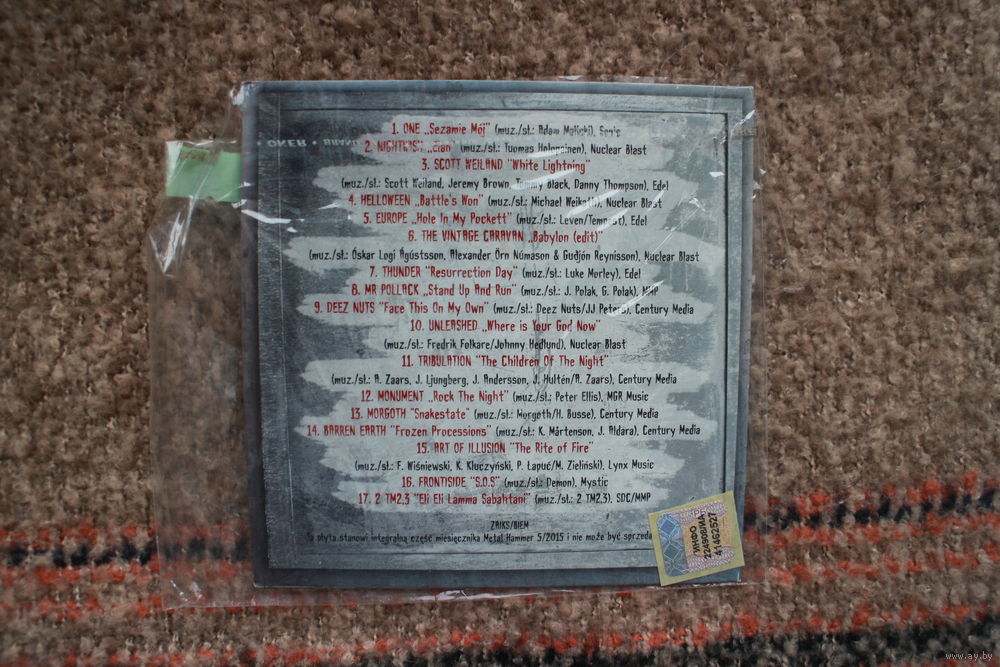 1. ONE „Sezamie Mój" (muz./sł.: Adam Malicki), Sonic
2. NIGHTWISH „Élan" (muz./sł.: Tuomas Holopainen), Nuclear Blast
3. SCOTT WEILAND "White Lightning"
(muz./sł.: Scott Weiland, Jeremy Brown, Tommy Black, Danny Thompson), Edel
4. HELLOWEEN „Battle's Won" (muz./sł.: Michael Weikath), Nuclear Blast
5. EUROPE „Hole In My Pockett" (muz./sł.: Leven/Tempest), Edel
6. THE VINTAGE CARAVAN „Babylon (edit)"
(muz./sł.: Óskar Logi Ágústsson, Alexander Örn Númason & Guðjón Reynisson), Nuclear Blast
7. THUNDER "Resurrection Day" (muz./sł.: Luke Morley), Edel
8. MR POLLACK „Stand Up And Run" (muz./sł.: J. Polak, G. Polak), MMP
9. DEEZ NUTS "Face This On My Own" (muz./sł.: Deez Nuts/JJ Peters), Century Media
10. UNLEASHED „Where is Your God Now"
(muz./sł.: Fredrik Folkare/Johnny Hedlund), Nuclear Blast
11. TRIBULATION "The Children Of The Night"
(muz./sł.: A. Zaars, J. Ljungberg, J. Andersson, J. Hultén/A. Zaars), Century Media
12. MONUMENT „Rock The Night" (muz./sł.: Peter Ellis), MGR Music
13. MORGOTH "Snakestate" (muz./sł.: Morgoth/H. Busse), Century Media
14. BARREN EARTH "Frozen Processions" (muz./sł.: K. Mårtenson, J. Aldara), Century Media
15. ART OF ILLUSION "The Rite of Fire"
(muz./sł.: F. Wiśniewski, K. Kluczyński, P. Łapuć/M. Zieliński), Lynx Music
16. FRONTSIDE "S.O.S" (muz./sł.: Demon), Mystic
17. 2 TM2,3 "Eli Eli Lamma Sabahtani" (muz./sł.: 2 TM2,3), SDC/MMP
ZAIKS/BIEM
Ta płyta stanowi integralną część miesięcznika Metal Hammer 5/2015 i nie może być
ИНФО
41462527
www.ay.by